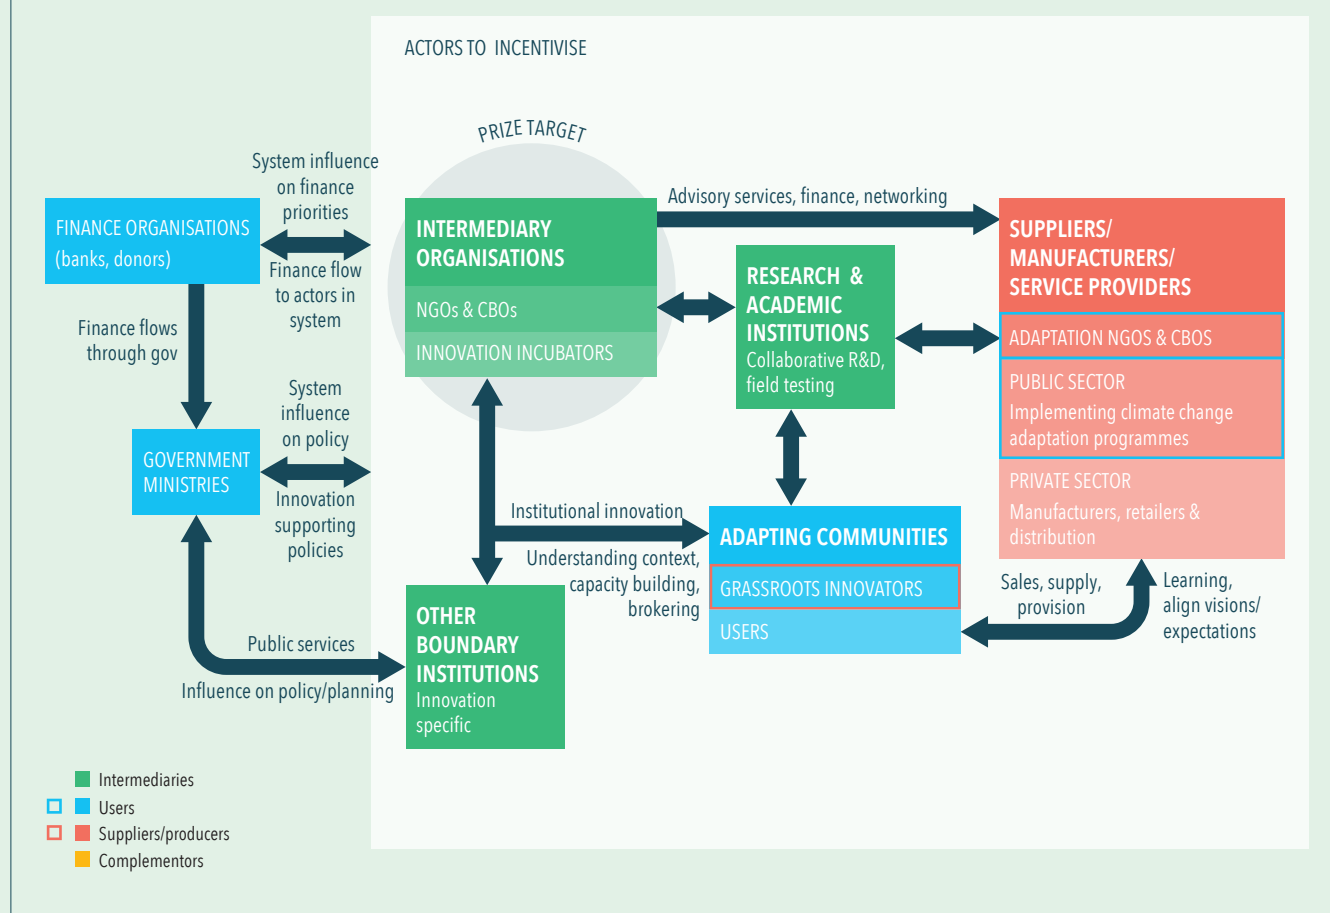 ACTORS TO INCENTIVISE
PRIZE TARGET
System influence
on finance
priorities
FINANCE ORGANISATIONS
(banks, donors)
Finance flow
to actors in
system
Finance flows
through gov
System
influence
on policy
GOVERNMENT
MINISTRIES
Innovation
supporting
policies
Public services
Influence on policy/planning
INTERMEDIARY
ORGANISATIONS
NGOs & CBOs
INNOVATION INCUBATORS
Advisory services, finance, networking
RESEARCH &
ACADEMIC
INSTITUTIONS
Collaborative R&D,
field testing
SUPPLIERS/
MANUFACTURERS/
SERVICE PROVIDERS
ADAPTATION NGOS & CBOS
PUBLIC SECTOR
Implementing climate change
adaptation programmes
PRIVATE SECTOR
Manufacturers, retailers &
distribution
Institutional innovation
Understanding context,
capacity building,
brokering
ADAPTING COMMUNITIES
GRASSROOTS INNOVATORS
USERS
Sales, supply,
provision
Learning,
align visions/
expectations
OTHER
BOUNDARY
INSTITUTIONS
Innovation
specific
Intermediaries
Users
Suppliers/producers
Complementors